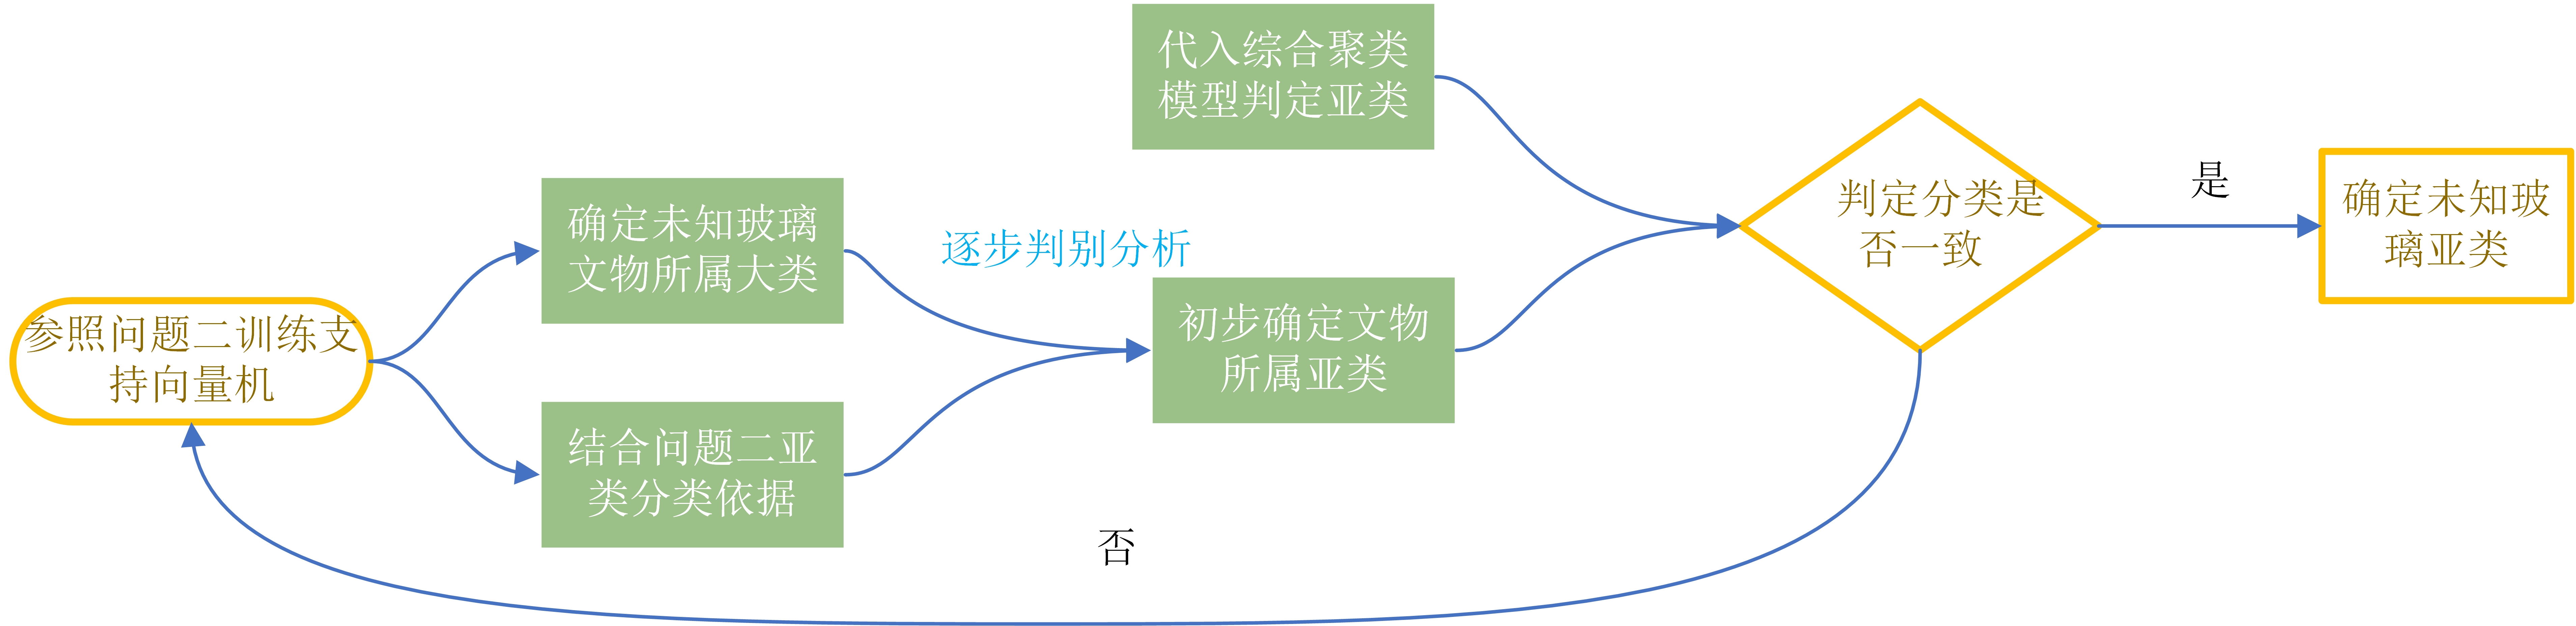 参照问题二训练支
持向量机
确定未知玻璃
文物所属大类
结合问题二亚
类分类依据
逐步判别分析
代入综合聚类
模型判定亚类
初步确定文物
所属亚类
判定分类是
否一致
是
否
确定未知玻
璃亚类